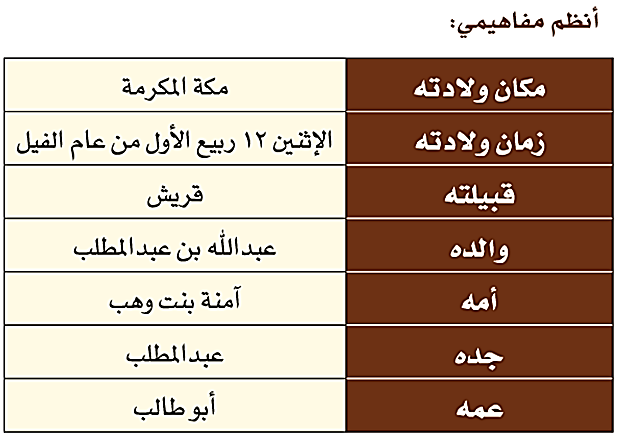 أنظم مفاهيمي:
مكان ولادته مكة المكرمة
زمان ولادته الإثنين ١٢ ربيع الأول من عام الفيل
قبيلته قريش
والده عبدالله بن عبدالمطلب
أمه آمنة بنت وهب
جده عبدالمطلب
عمه أبو طالب